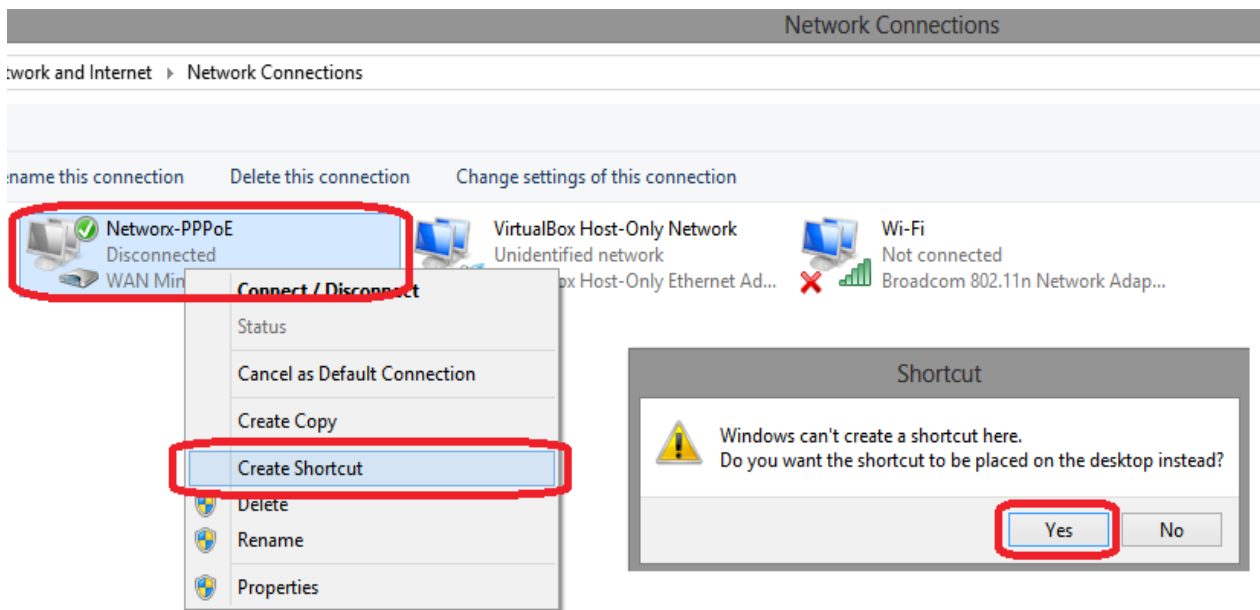 Network Connections
twork and Internet Network Connections
ename this connection Delete this connection Change settings of this connection
Networx-PPPoE
Disconnected
WAN Min
VirtualBox Host-Only Network
Unidentified network
ox Host-Only Ethernet Ad...
Wi-Fi
Not connected
Broadcom 802.11n Network Adap...
Connect / Disconnect
Status
Cancel as Default Connection
Create Copy
Create Shortcut
Delete
Rename
Properties
Shortcut
Windows can't create a shortcut here.
Do you want the shortcut to be placed on the desktop instead?
Yes No